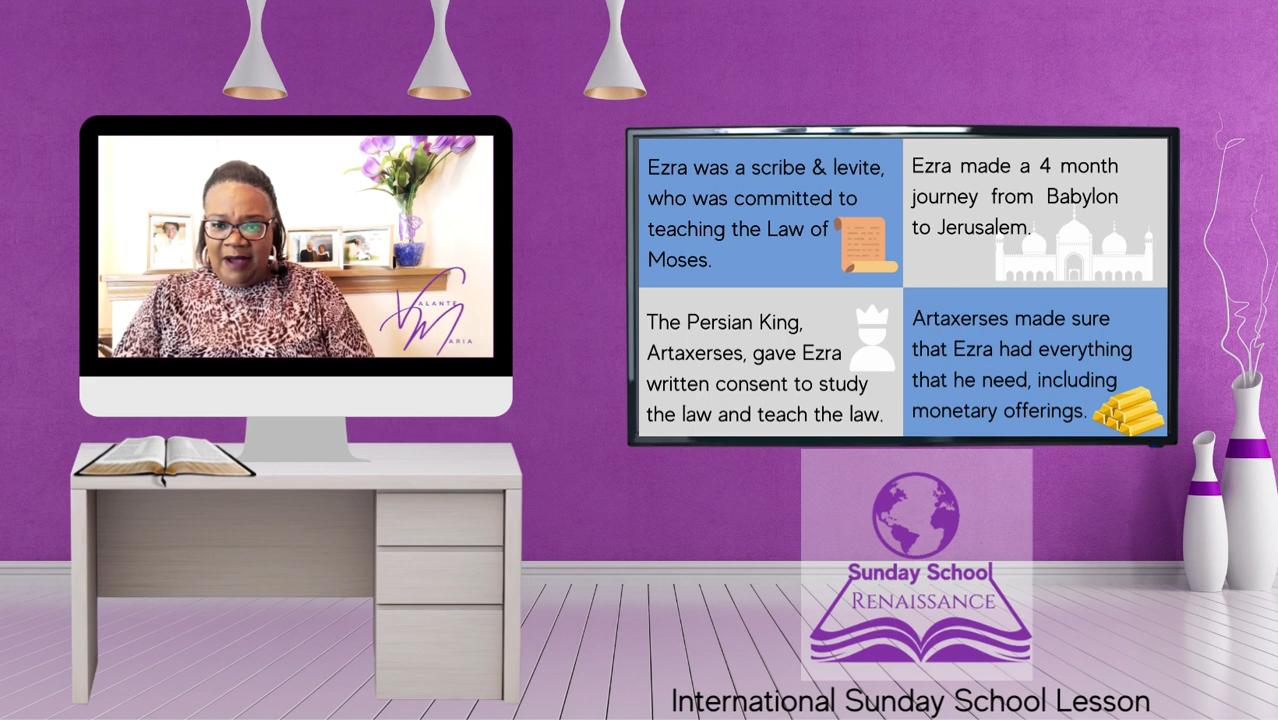 VALANTE
MARIA
Ezra was a scribe & levite,
who was committed to
teaching the Law of
Moses.
Ezra made a 4 month
journey from Babylon
to Jerusalem.
The Persian King,
Artaxerses, gave Ezra
written consent to study
the law and teach the law.
Artaxerses made sure
that Ezra had everything
that he need, including
monetary offerings.
Sunday School
RENAISSANCE
International Sunday School Lesson